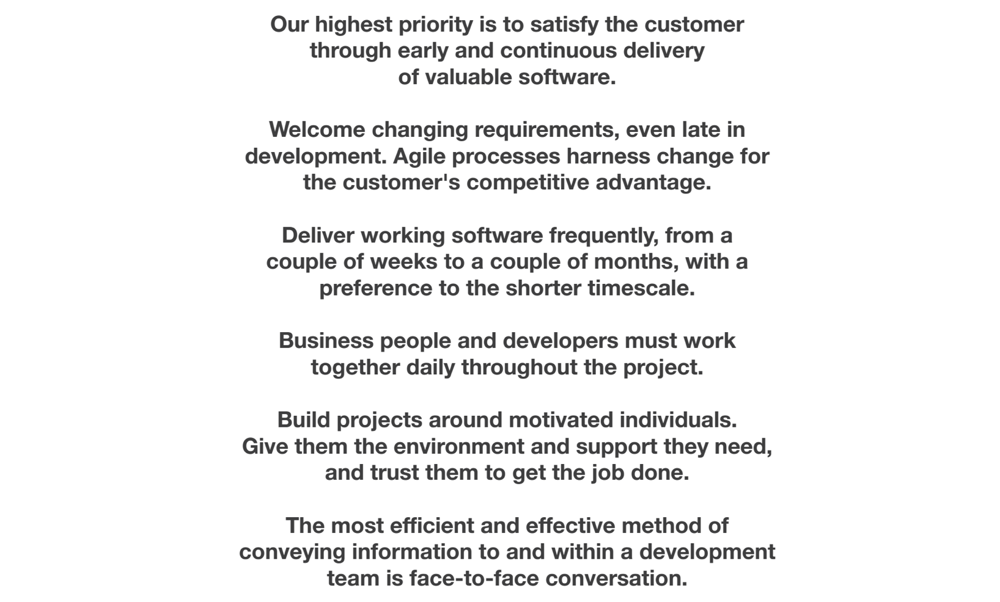 Our highest priority is to satisfy the customer
through early and continuous delivery
of valuable software.
Welcome changing requirements, even late in
development. Agile processes harness change for
the customer's competitive advantage.
Deliver working software frequently, from a
couple of weeks to a couple of months, with a
preference to the shorter timescale.
Business people and developers must work
together daily throughout the project.
Build projects around motivated individuals.
Give them the environment and support they need,
and trust them to get the job done.
The most efficient and effective method of
conveying information to and within a development
team is face-to-face conversation.